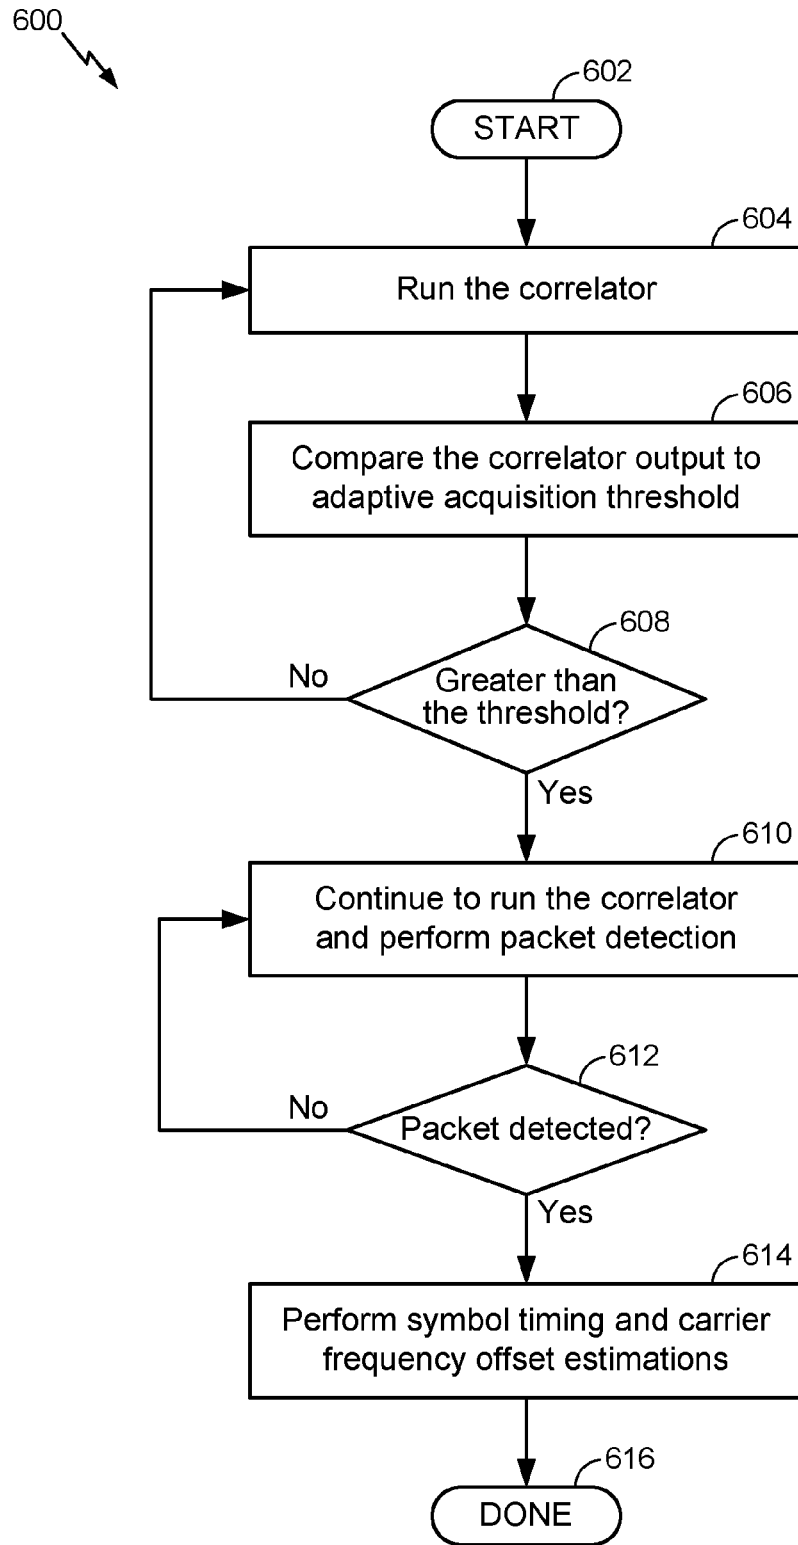 600
602
START
604
Run the correlator
606
Compare the correlator output to
adaptive acquisition threshold
608
Greater than
the threshold?
No
Yes
610
Continue to run the correlator
and perform packet detection
612
Packet detected?
No
Yes
614
Perform symbol timing and carrier
frequency offset estimations
616
DONE